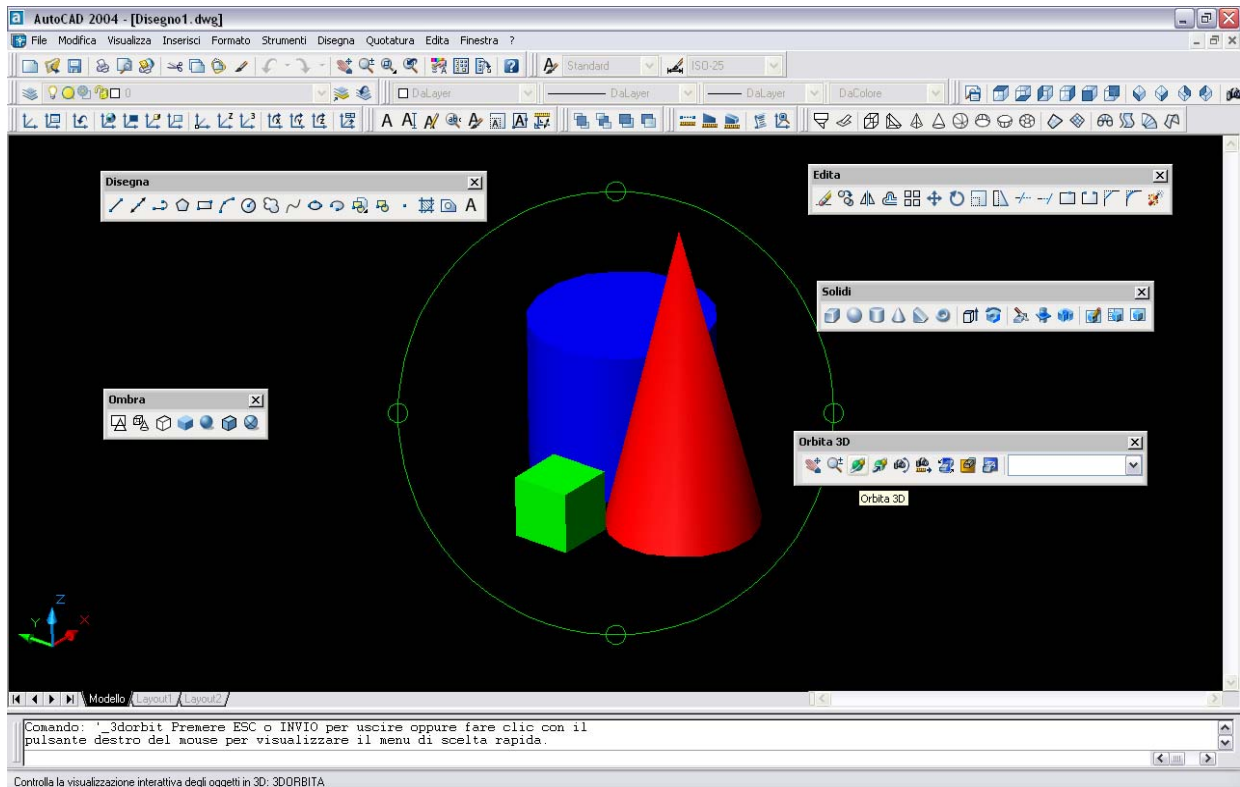 AutoCAD 2004 - [Disegno1.dwg]
File Modifica Visualizza Inserisci Formato Strumenti Disegna Quotatura Edita Finestra ?
Standard ISO-25
0 DaLayer DaLayer DaLayer DaColore
Disegna
Edita
Solidi
Ombra
Orbita 3D
Orbita 3D
Z
Y X
Modello Layout1 Layout2
Comando: '_3dorbit Premere ESC o INVIO per uscire oppure fare clic con il
pulsante destro del mouse per visualizzare il menu di scelta rapida.
Controlla la visualizzazione interattiva degli oggetti in 3D: 3DORBITA